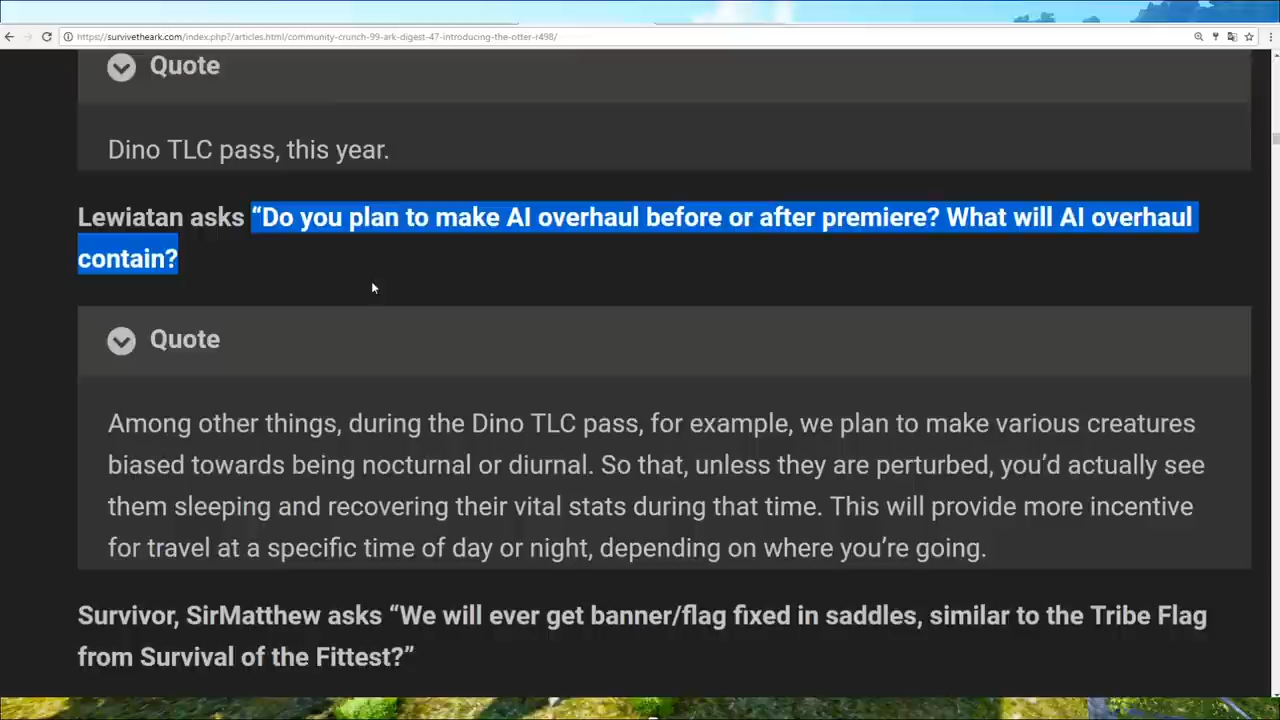 https://survivetheark.com/index.php?/articles.html/community-crunch-99-ark-digest-47-introducing-the-otter-r498/
Quote
Dino TLC pass, this year.
Lewiatan asks “Do you plan to make AI overhaul before or after premiere? What will AI overhaul
contain?
Quote
Among other things, during the Dino TLC pass, for example, we plan to make various creatures
biased towards being nocturnal or diurnal. So that, unless they are perturbed, you’d actually see
them sleeping and recovering their vital stats during that time. This will provide more incentive
for travel at a specific time of day or night, depending on where you’re going.
Survivor, SirMatthew asks “We will ever get banner/flag fixed in saddles, similar to the Tribe Flag
from Survival of the Fittest?”